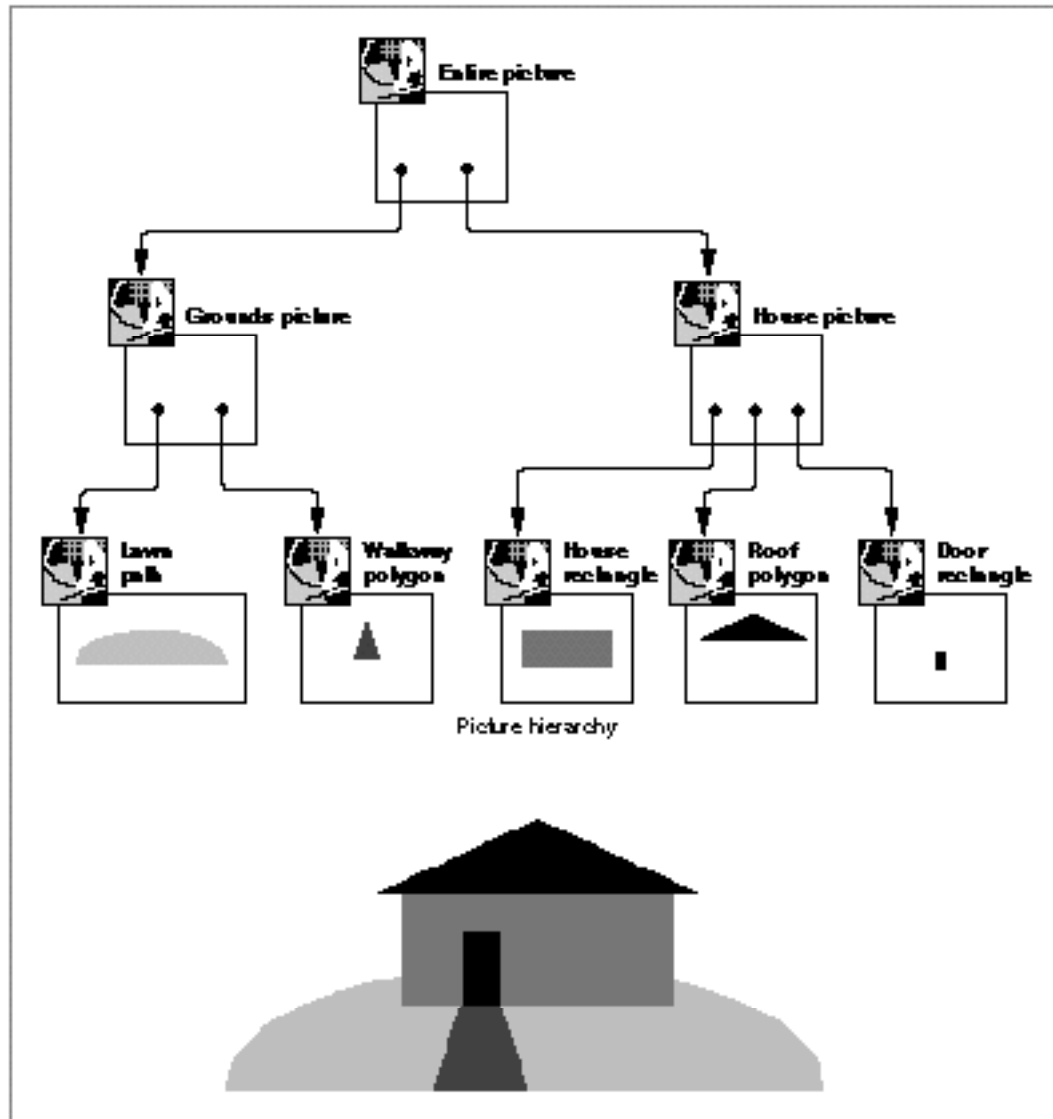 Entire picture
Grounds picture
House picture
Lawn
path
Walkway
polygon
House
rectangle
Roof
polygon
Door
rectangle
Picture hierarchy